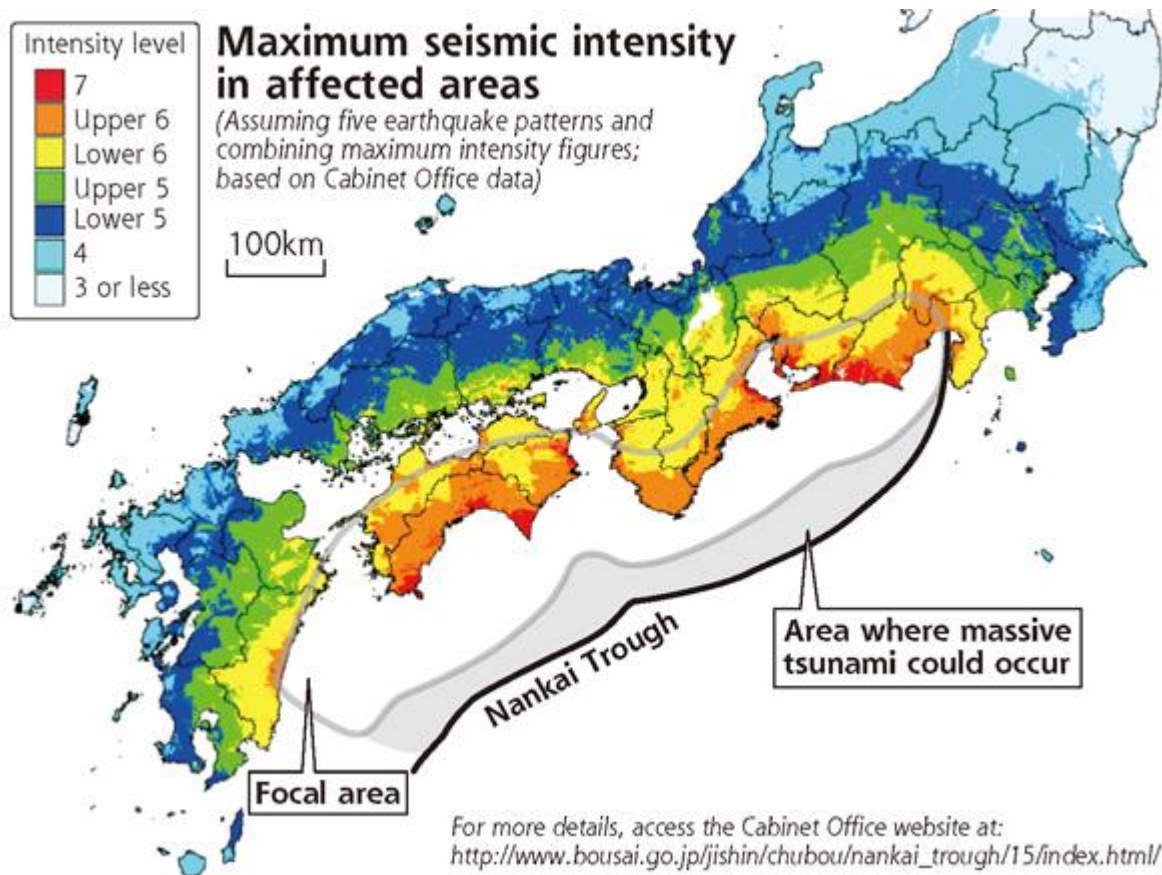 Intensity level
7
Upper 6
Lower 6
Upper 5
Lower 5
4
3 or less
Maximum seismic intensity
in affected areas
(Assuming five earthquake patterns and
combining maximum intensity figures;
based on Cabinet Office data)
100km
Area where massive
tsunami could occur
Nankai Trough
Focal area
For more details, access the Cabinet Office website at:
http://www.bousai.go.jp/jishin/chubou/nankai_trough/15/index.html/